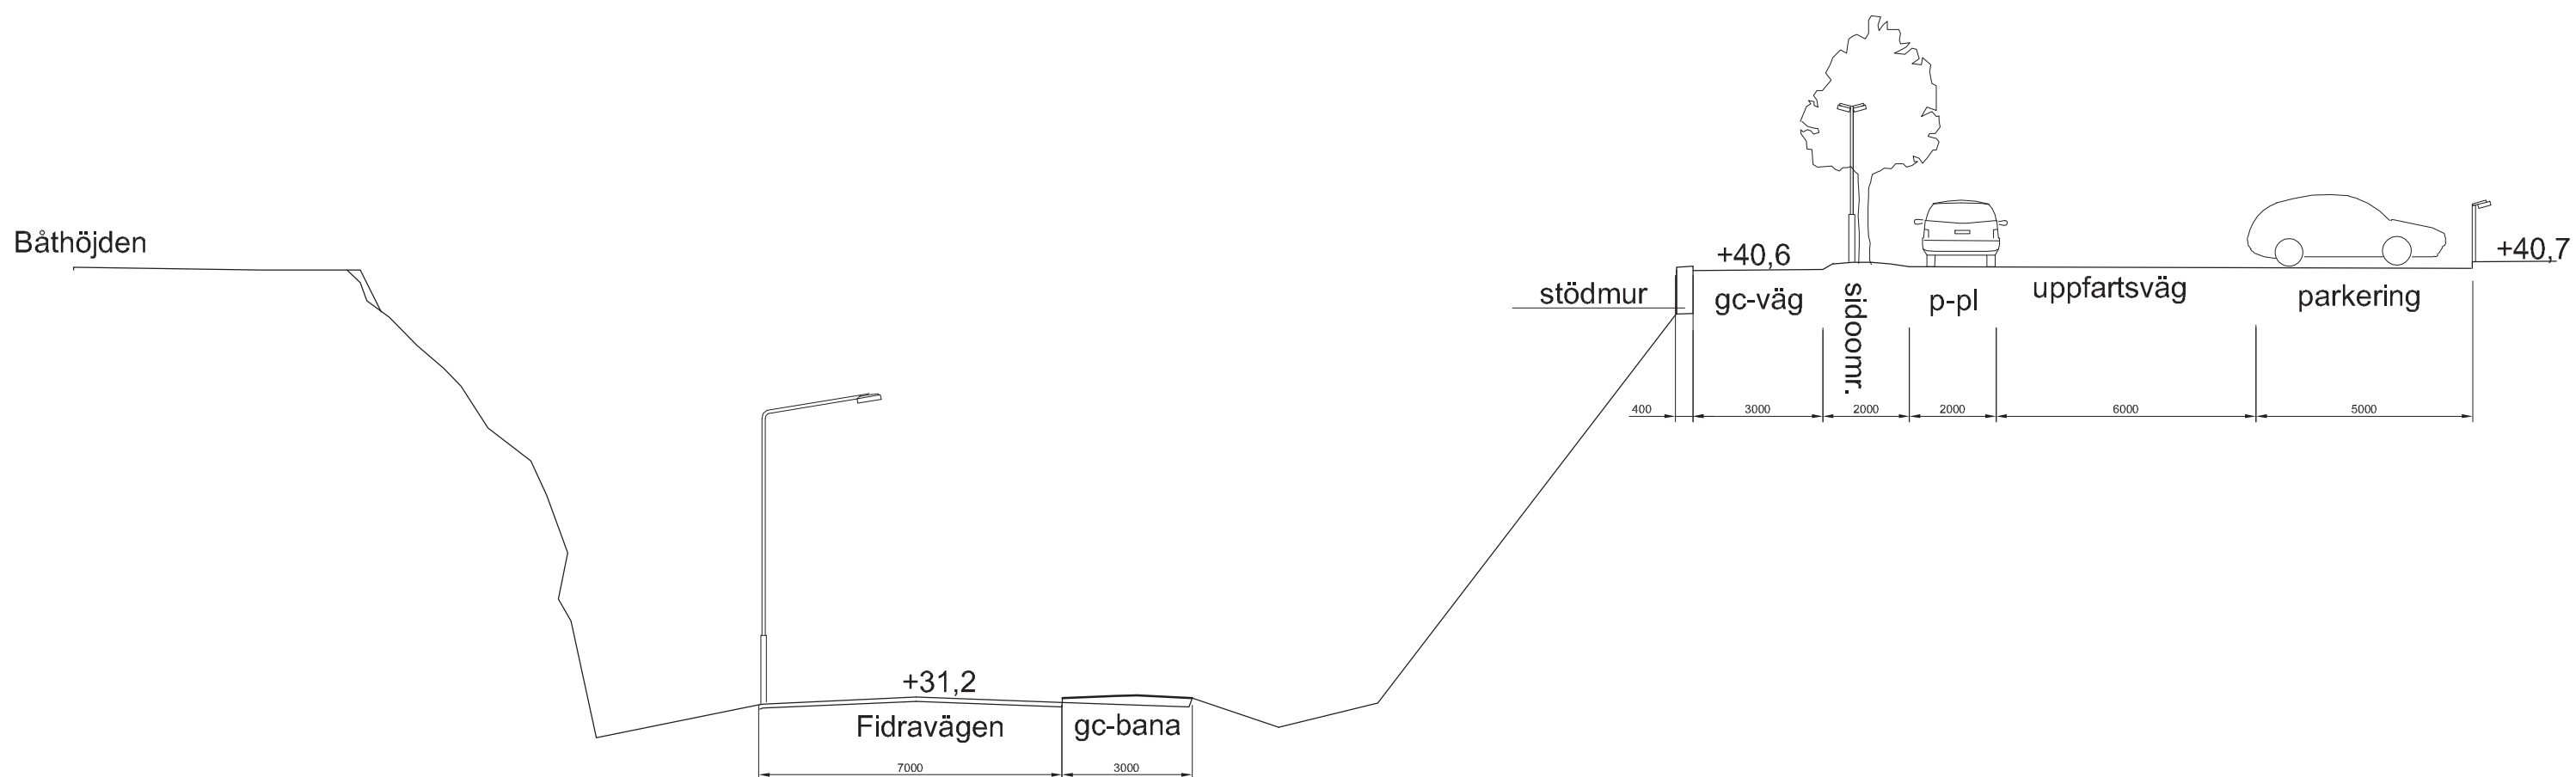 Båthöjden
+40,6
+40,7
stödmur
gc-väg
sidoomr.
p-pl
uppfartsväg
parkering
400
3000
2000
2000
6000
5000
+31,2
Fidravägen
gc-bana
7000
3000